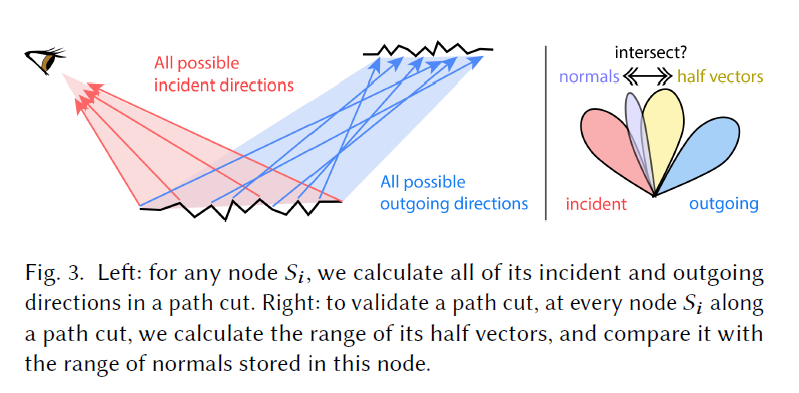 All possible
incident directions
All possible
outgoing directions
intersect?
normals
half vectors
incident
outgoing
Fig. 3. Left: for any node Si, we calculate all of its incident and outgoing
directions in a path cut. Right: to validate a path cut, at every node Si along
a path cut, we calculate the range of its half vectors, and compare it with
the range of normals stored in this node.